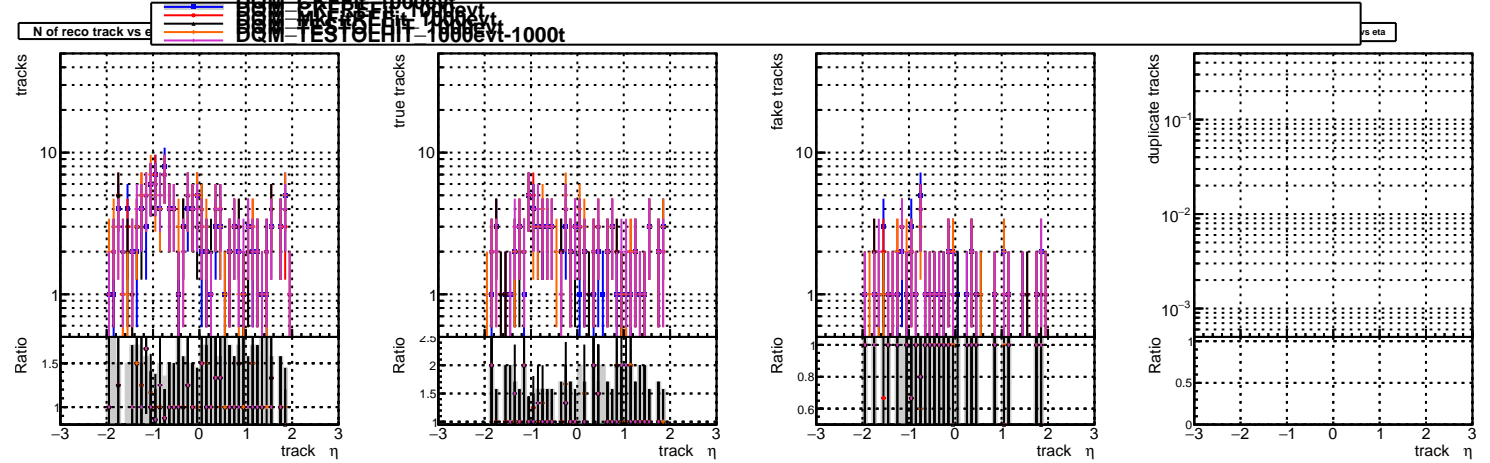 DQM_TESTOLHIT_1000evt-1000t
N of reco track vs e
vs eta
tracks
10
1
Ratio
1.5
1
−3 −2 −1 0 1 2 3
track η
true tracks
10
1
Ratio
2.5
2
1.5
1
−3 −2 −1 0 1 2 3
track η
fake tracks
10
1
Ratio
1
0.8
0.6
−3 −2 −1 0 1 2 3
track η
duplicate tracks
10−1
10−2
10−3
Ratio
1
0.5
0
−3 −2 −1 0 1 2 3
track η